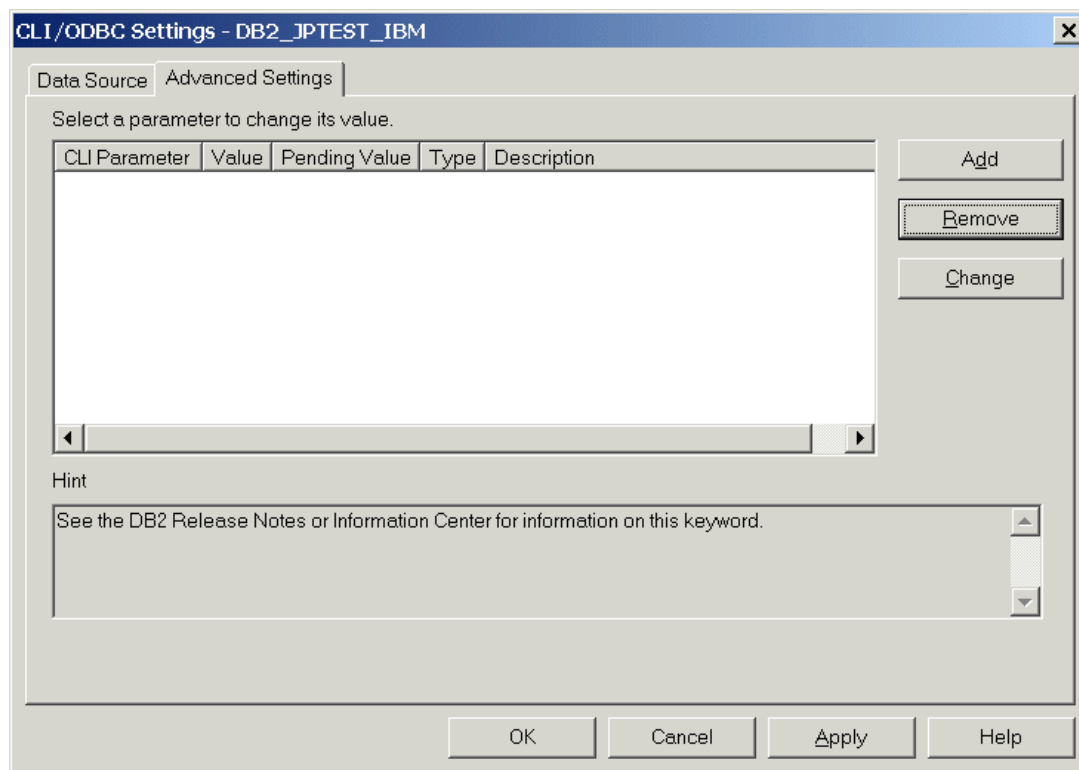 CLI/ODBC Settings - DB2_JPTEST_IBM
Data Source Advanced Settings
Select a parameter to change its value.
CLI Parameter Value Pending Value Type Description
Add
Remove
Change
Hint
See the DB2 Release Notes or Information Center for information on this keyword.
OK Cancel Apply Help